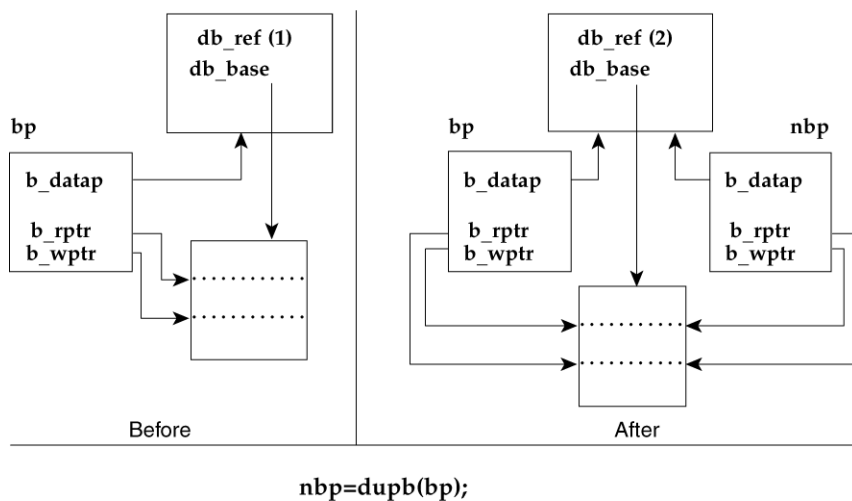 db_ref (1)
db_base
bp
b_datap
b_rptr
b_wptr
Before
db_ref (2)
db_base
bp
nbp
b_datap
b_datap
b_rptr
b_wptr
b_rptr
b_wptr
After
nbp=dupb(bp);